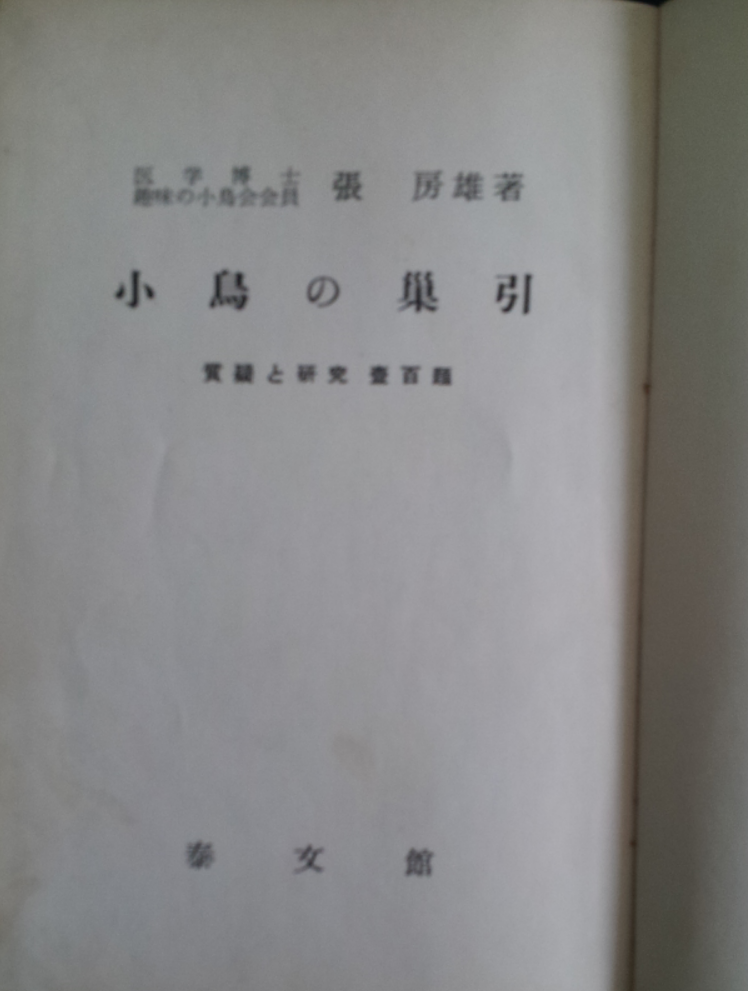 医学博士
趣味の小鳥会会員
張 房雄著
小鳥の巣引
質疑と研究 壹百題
泰文館